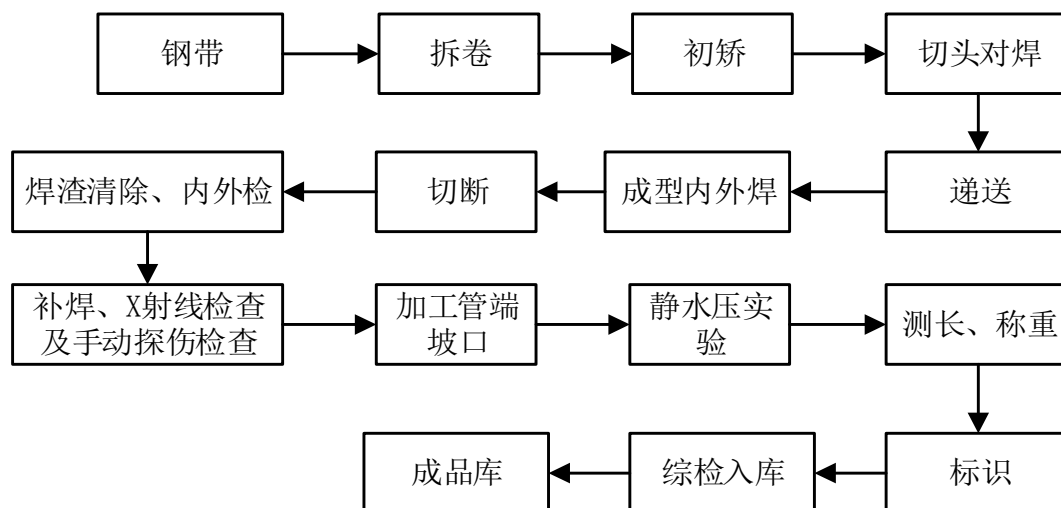 钢带
拆卷
初矫
切头对焊
焊渣清除、内外检
切断
成型内外焊
递送
补焊、X射线检查
及手动探伤检查
加工管端
坡口
静水压实
验
测长、称重
成品库
综检入库
标识